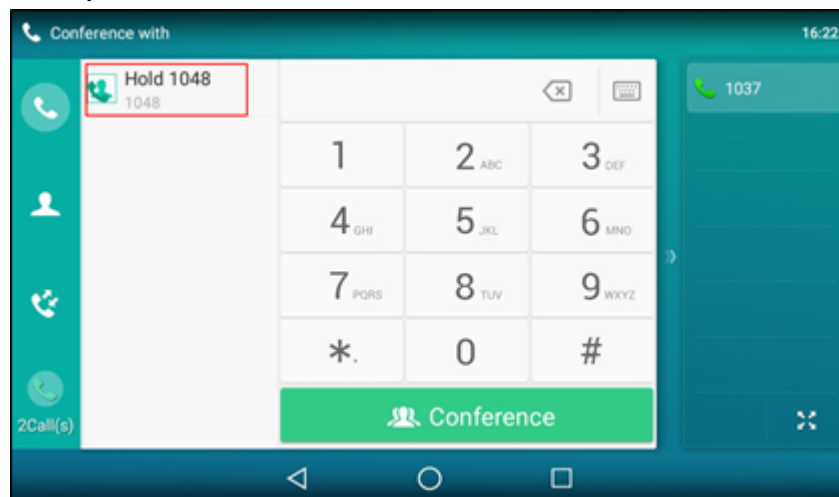 Conference with
16:22
Hold 1048
1048
1037
1
2 ABC
3 DEF
4 GHI
5 JKL
6 MNO
7 PQRS
8 TUV
9 WXYZ
*.
0
#
2Call(s)
Conference